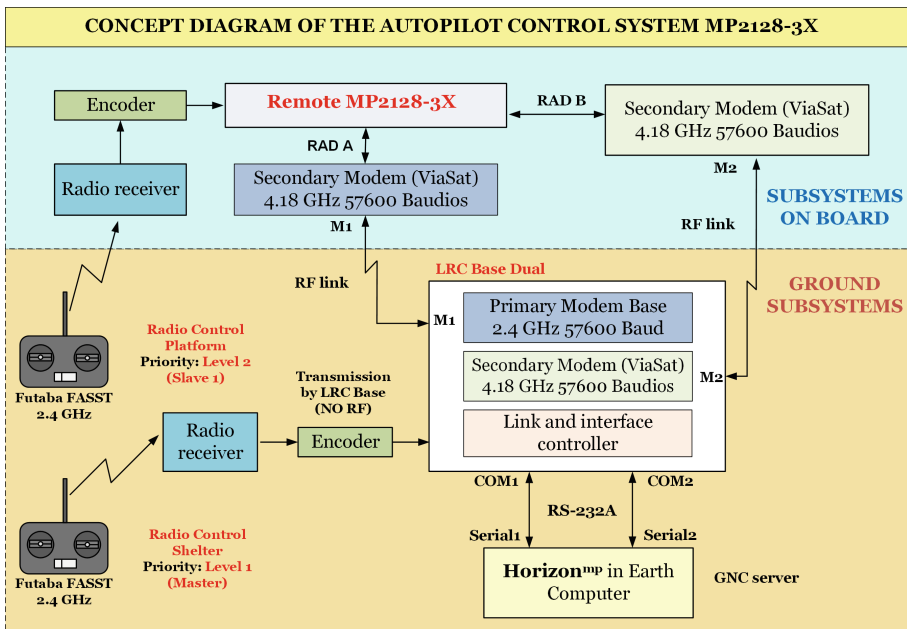 CONCEPT DIAGRAM OF THE AUTOPILOT CONTROL SYSTEM MP2128-3X
Encoder
Remote MP2128-3X
RAD B
Secondary Modem (ViaSat)
4.18 GHz 57600 Baudios
RAD A
M2
Radio receiver
Secondary Modem (ViaSat)
4.18 GHz 57600 Baudios
M1
SUBSYSTEMS
ON BOARD
RF link
LRC Base Dual
RF link
GROUND
SUBSYSTEMS
M1
Primary Modem Base
2.4 GHz 57600 Baud
Radio Control
Platform
Priority: Level 2
(Slave 1)
Futaba FASST
2.4 GHz
Secondary Modem (ViaSat)
4.18 GHz 57600 Baudios
M2
Transmission
by LRC Base
(NO RF)
Radio
receiver
Encoder
Link and interface
controller
COM1
COM2
RS-232A
Serial1
Serial2
Radio Control
Shelter
Priority: Level 1
(Master)
Futaba FASST
2.4 GHz
Horizonmp in Earth
Computer
GNC server